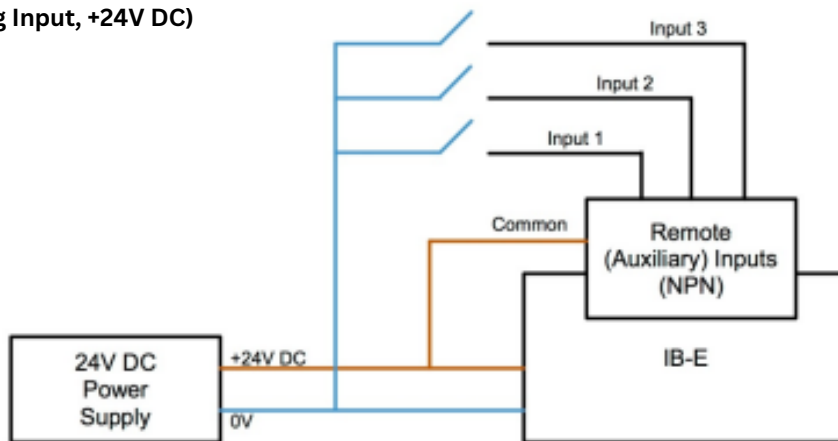 g Input, +24V DC)
Input 3
Input 2
Input 1
Common
Remote
(Auxiliary) Inputs
(NPN)
IB-E
24V DC
Power
Supply
+24V DC
0V